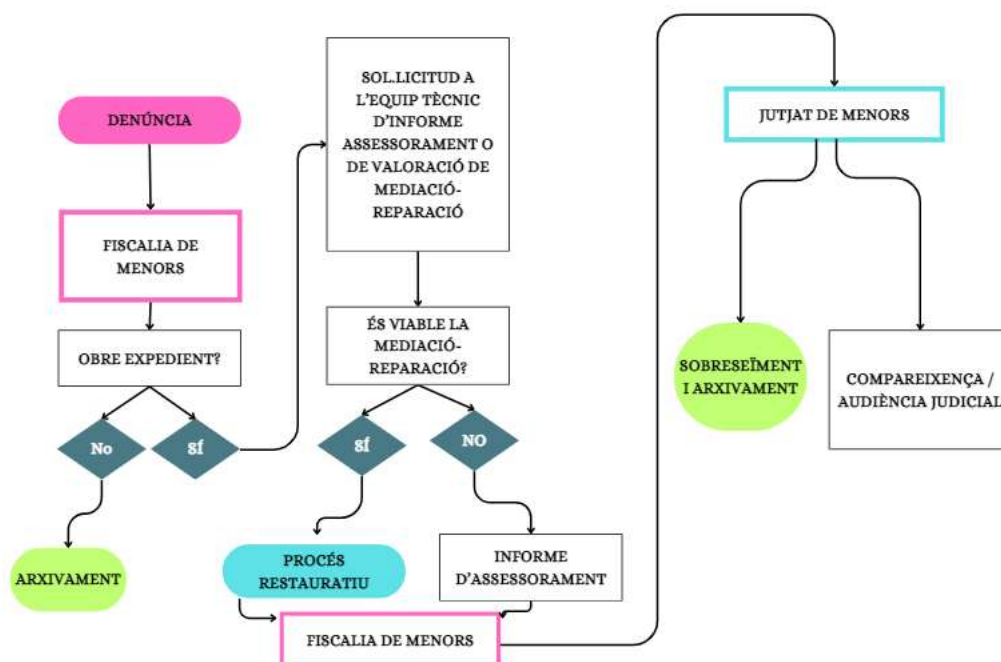 DENÚNCIA
FISCALIA DE
MENORS
OBRE EXPEDIENT?
No
SÍ
ARXIVAMENT
SOL.LICITUD A
L'EQUIP TÈCNIC
D'INFORME
ASSESSORAMENT O
DE VALORACIÓ DE
MEDIACIÓ-
REPARACIÓ
ÉS VIABLE LA
MEDIACIÓ-
REPARACIÓ?
SÍ
NO
PROCÉS
RESTAURATIU
INFORME
D'ASSESSORAMENT
FISCALIA DE MENORS
JUTJAT DE MENORS
SOBRESEÏMENT
I ARXIVAMENT
COMPAREIXENÇA /
AUDIÈNCIA JUDICIAL